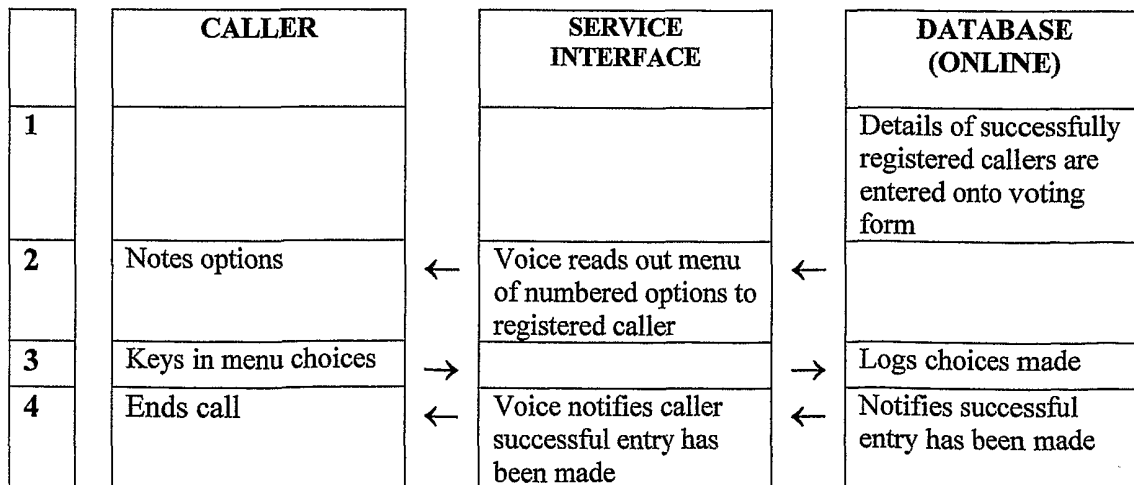 CALLER
SERVICE
INTERFACE
DATABASE
(ONLINE)
1
Details of successfully
registered callers are
entered onto voting
form
2
Notes options
←
Voice reads out menu
of numbered options to
registered caller
←
3
Keys in menu choices
→
→
Logs choices made
4
Ends call
←
Voice notifies caller
successful entry has
been made
←
Notifies successful
entry has been made